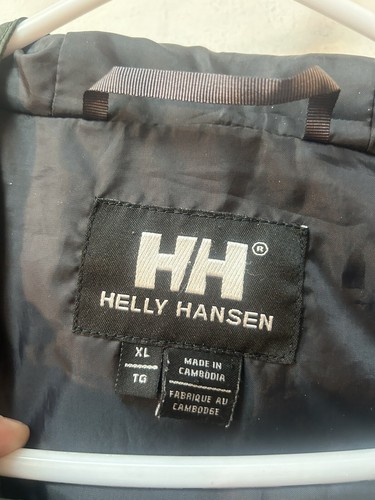 HH®
HELLY HANSEN
XL
TG
MADE IN
CAMBODIA
FABRIQUE AU
CAMBODGE